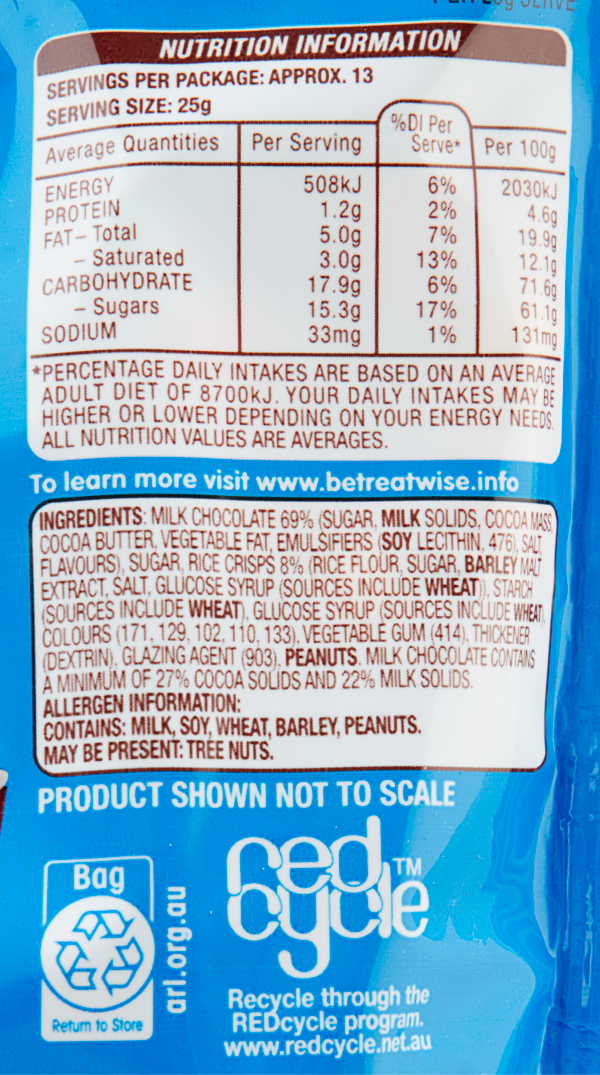 NUTRITION INFORMATION
SERVINGS PER PACKAGE: APPROX. 13
SERVING SIZE: 25g
Average Quantities Per Serving %DI Per Serve* Per 100g
ENERGY 508kJ 6% 2030kJ
PROTEIN 1.2g 2% 4.6g
FAT– Total 5.0g 7% 19.9g
– Saturated 3.0g 13% 12.1g
CARBOHYDRATE 17.9g 6% 71.6g
– Sugars 15.3g 17% 61.1g
SODIUM 33mg 1% 131mg
*PERCENTAGE DAILY INTAKES ARE BASED ON AN AVERAGE
ADULT DIET OF 8700kJ. YOUR DAILY INTAKES MAY BE
HIGHER OR LOWER DEPENDING ON YOUR ENERGY NEEDS.
ALL NUTRITION VALUES ARE AVERAGES.
To learn more visit www.betreatwise.info
INGREDIENTS: MILK CHOCOLATE 69% (SUGAR, MILK SOLIDS, COCOA MASS,
COCOA BUTTER, VEGETABLE FAT, EMULSIFIERS (SOY LECITHIN, 476), SALT,
FLAVOURS), SUGAR, RICE CRISPS 8% (RICE FLOUR, SUGAR, BARLEY MALT
EXTRACT, SALT, GLUCOSE SYRUP (SOURCES INCLUDE WHEAT)), STARCH
(SOURCES INCLUDE WHEAT), GLUCOSE SYRUP (SOURCES INCLUDE WHEAT),
COLOURS (171, 129, 102, 110, 133), VEGETABLE GUM (414), THICKENER
(DEXTRIN), GLAZING AGENT (903), PEANUTS. MILK CHOCOLATE CONTAINS
A MINIMUM OF 27% COCOA SOLIDS AND 22% MILK SOLIDS.
ALLERGEN INFORMATION:
CONTAINS: MILK, SOY, WHEAT, BARLEY, PEANUTS.
MAY BE PRESENT: TREE NUTS.
PRODUCT SHOWN NOT TO SCALE
Bag
arl.org.au
Return to Store
red
cycle™
Recycle through the
REDcycle program.
www.redcycle.net.au